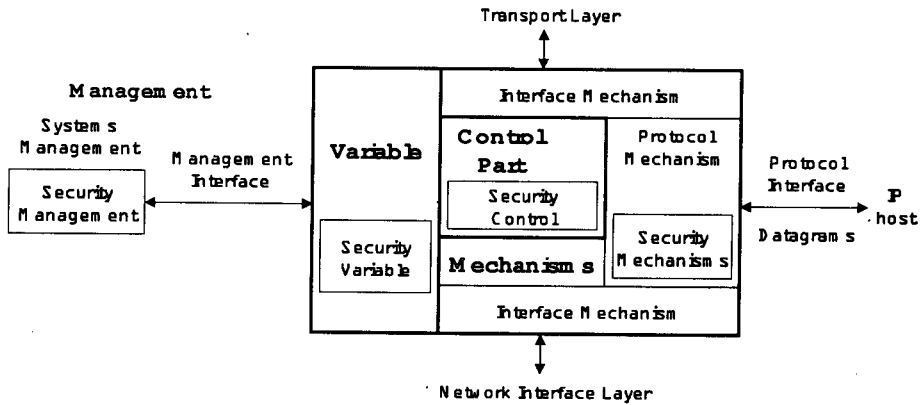 Transport Layer
Management
Systems
Management
Security
Management
Management
Interface
Variable
Security
Variable
Interface Mechanism
Control
Part
Security
Control
Mechanisms
Protocol
Mechanism
Security
Mechanisms
Interface Mechanism
Protocol
Interface
Datagrams
IP
host
Network Interface Layer